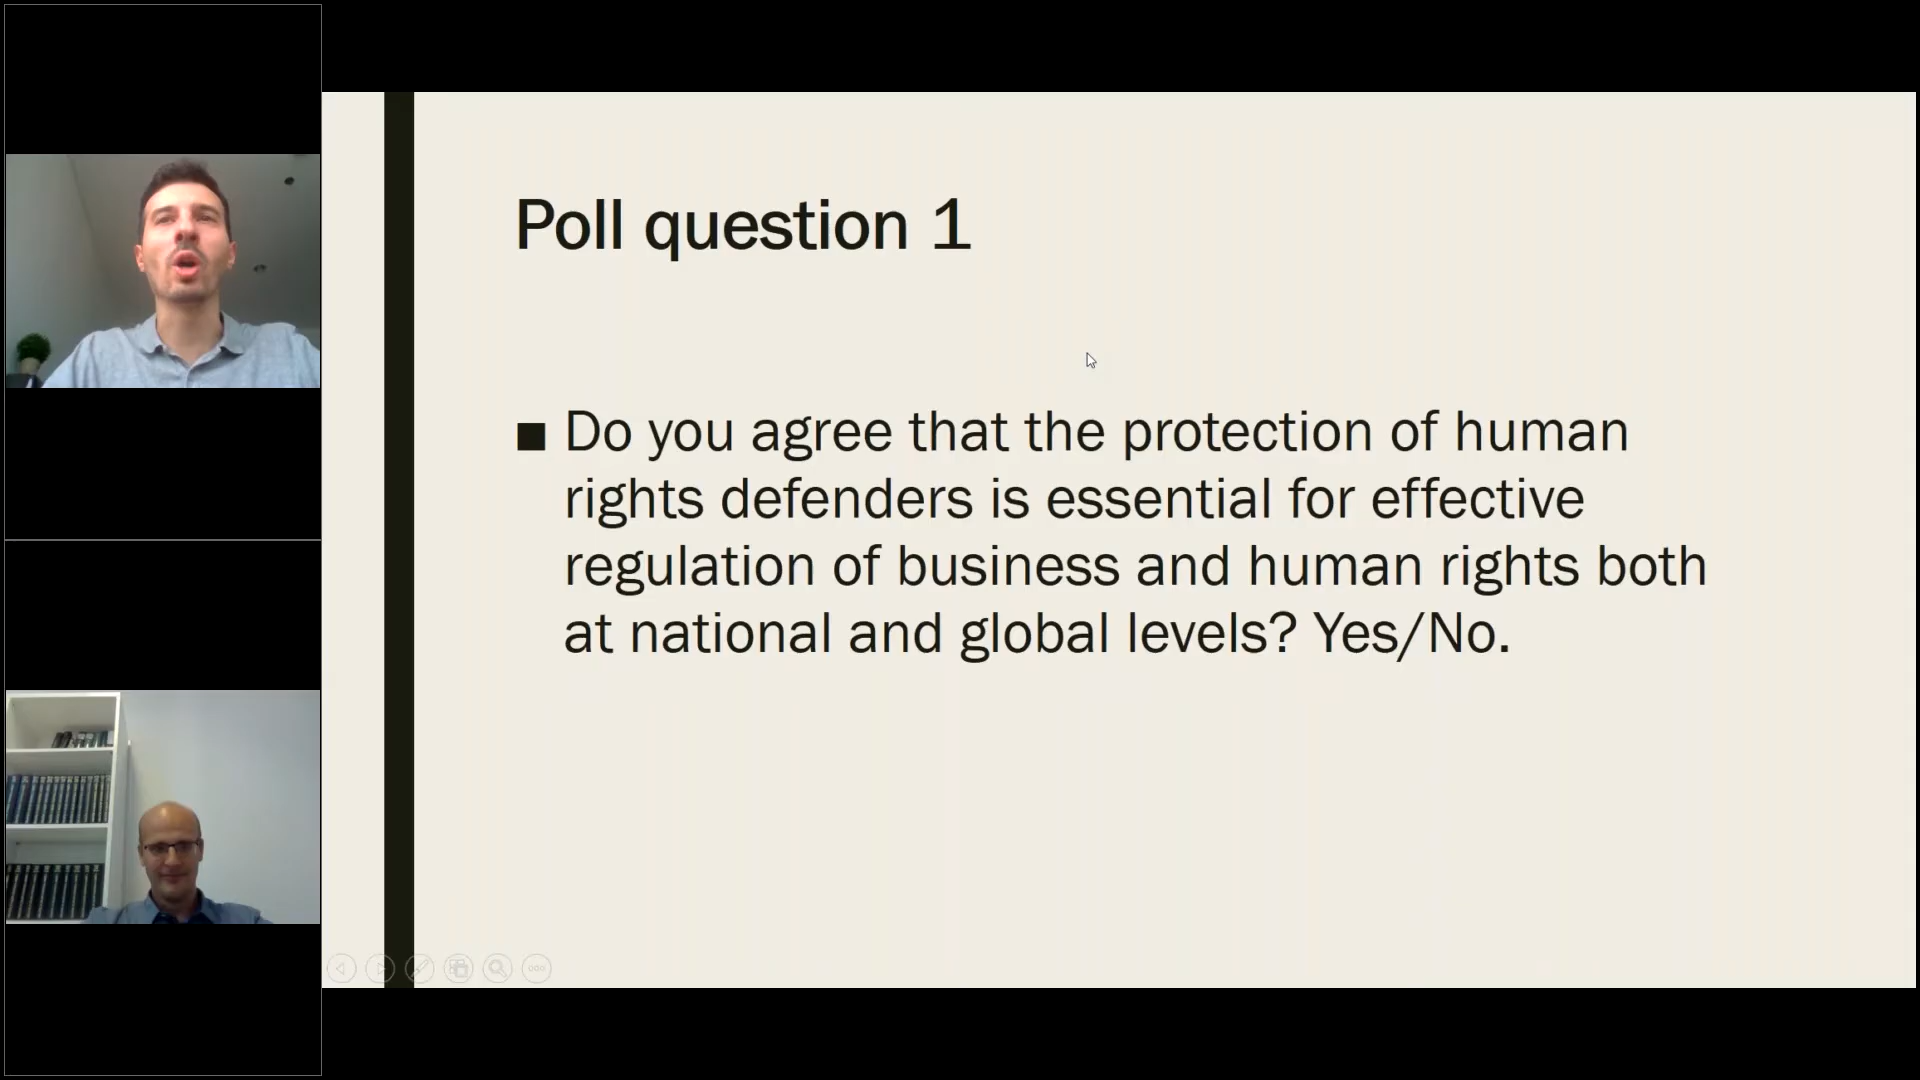 Poll question 1
■ Do you agree that the protection of human
rights defenders is essential for effective
regulation of business and human rights both
at national and global levels? Yes/No.